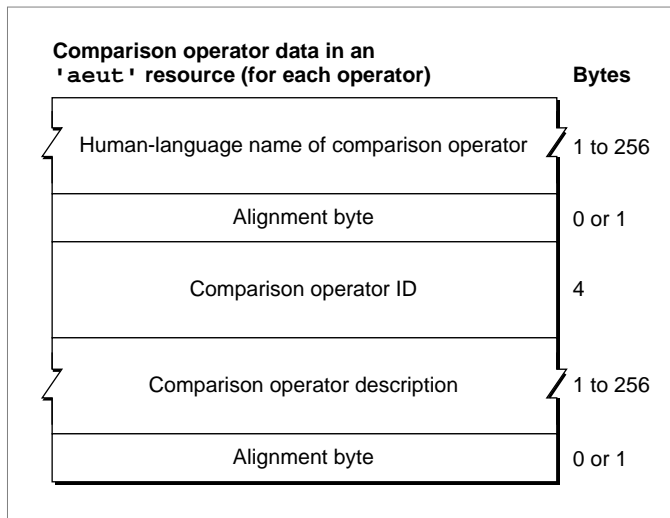 Comparison operator data in an
'aeut' resource (for each operator) Bytes
Human-language name of comparison operator 1 to 256
Alignment byte 0 or 1
Comparison operator ID 4
Comparison operator description 1 to 256
Alignment byte 0 or 1